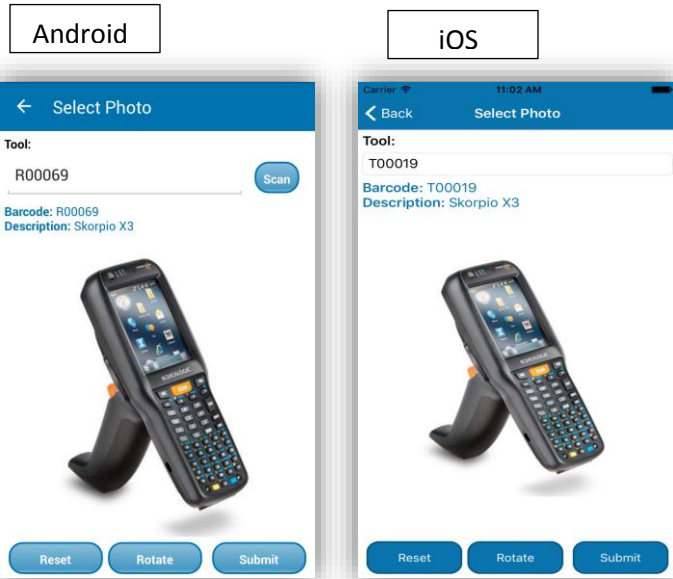 Android
iOS
Select Photo
Tool:
R00069
Scan
Barcode: R00069
Description: Skorpio X3
Reset
Rotate
Submit
Carrier
11:02 AM
Back
Select Photo
Tool:
T00019
Barcode: T00019
Description: Skorpio X3
Reset
Rotate
Submit